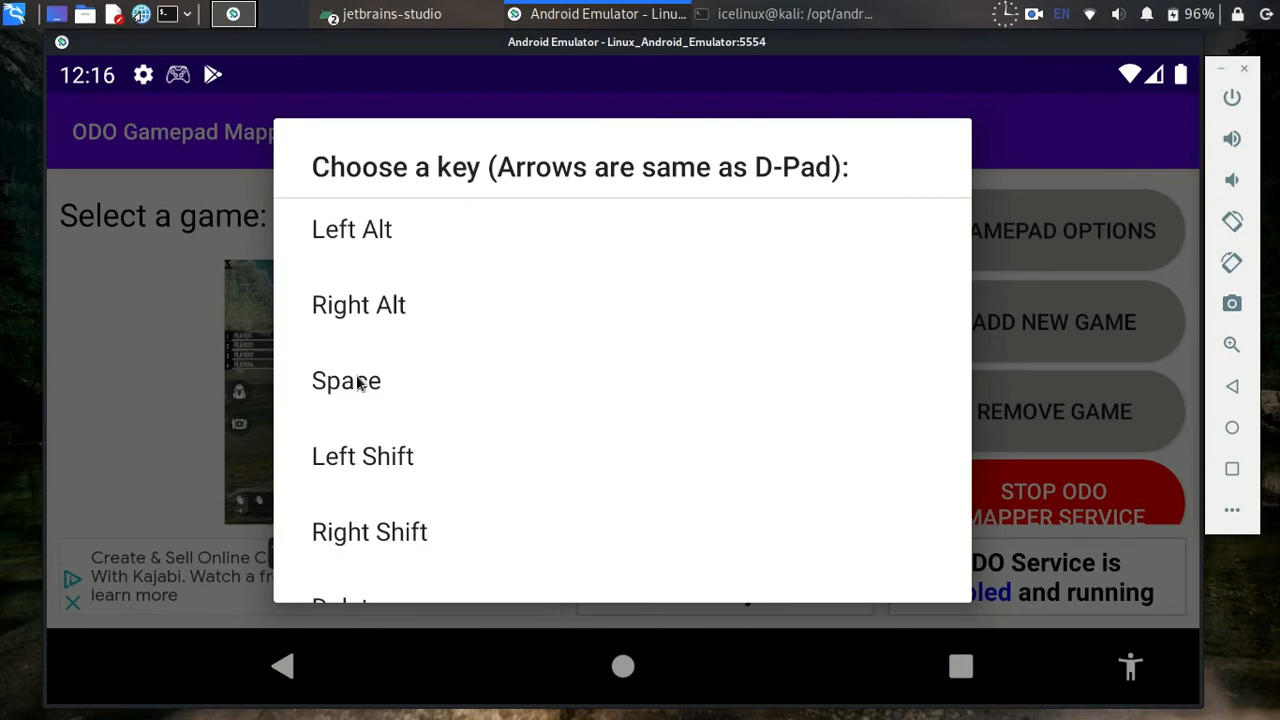 jetbrains-studio
Android Emulator - Linu...
icelinux@kali: /opt/andr...
EN
96%
Android Emulator - Linux_Android_Emulator:5554
12:16
ODO Gamepad Mapp
Choose a key (Arrows are same as D-Pad):
Select a game:
Left Alt
Right Alt
Space
Left Shift
Right Shift
AMEPAD OPTIONS
ADD NEW GAME
REMOVE GAME
STOP ODO
MAPPER SERVICE
Create & Sell Online C
With Kajabi. Watch a fr
learn more
DO Service is
bled and running